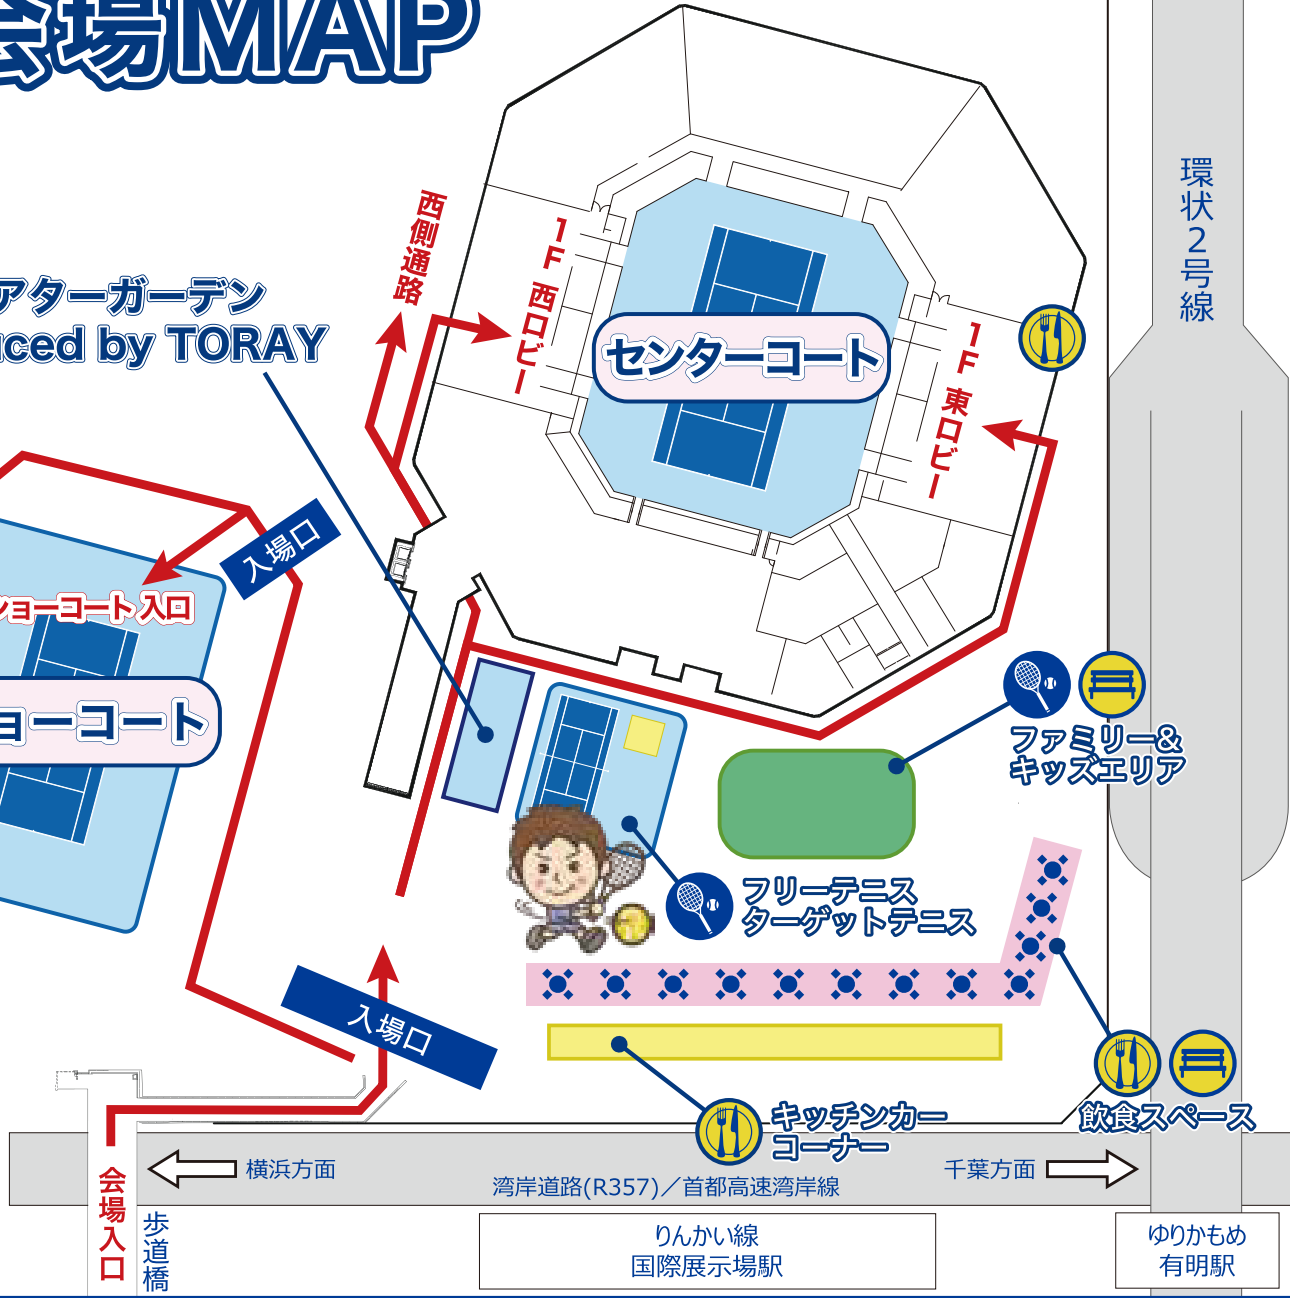 会場MAP
アターガーデン
uced by TORAY
西側通路
1F 西ロビー
センターコート
1F 東ロビー
環状2号線
入場口
ショーコート 入口
ョーコート
ファミリー&
キッズエリア
フリーテニス
ターゲットテニス
入場口
キッチンカー
コーナー
飲食スペース
横浜方面
千葉方面
湾岸道路(R357)／首都高速湾岸線
会場入口
歩道橋
りんかい線
国際展示場駅
ゆりかもめ
有明駅